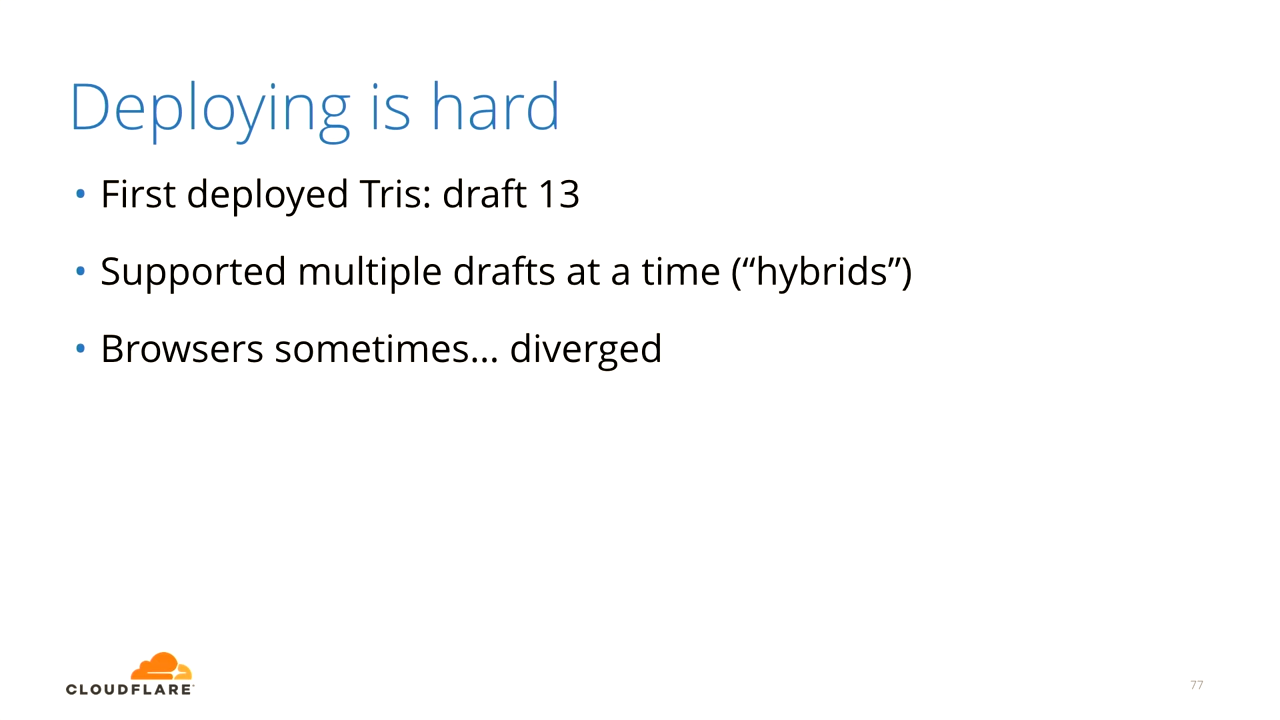 Deploying is hard
• First deployed Tris: draft 13
• Supported multiple drafts at a time (“hybrids”)
• Browsers sometimes... diverged
CLOUDFLARE
77